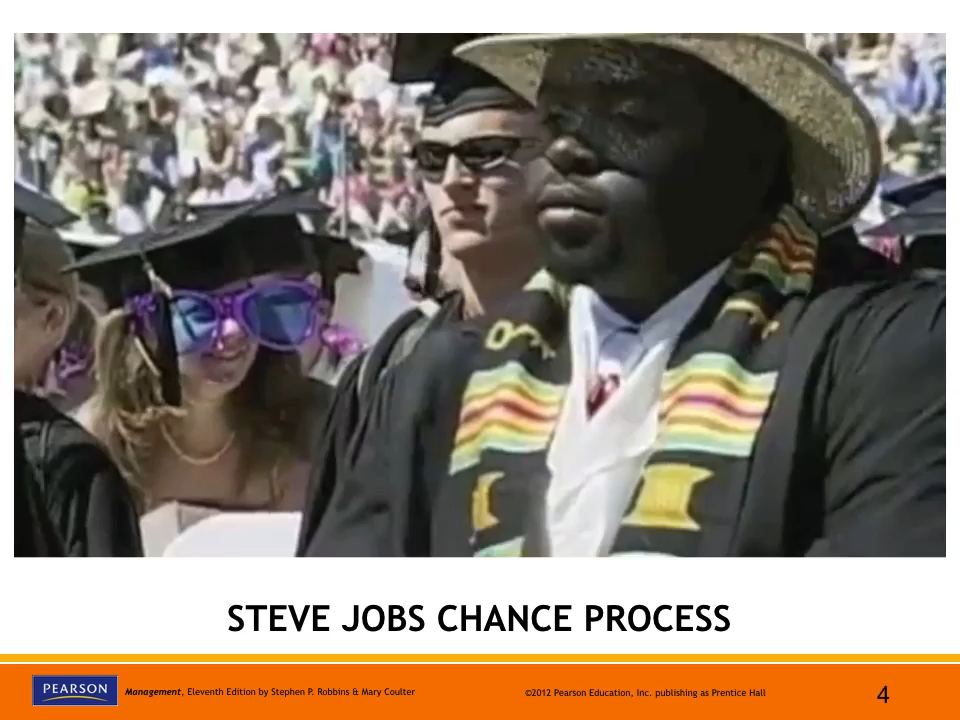 STEVE JOBS CHANCE PROCESS
PEARSON
Management, Eleventh Edition by Stephen P. Robbins & Mary Coulter
©2012 Pearson Education, Inc. publishing as Prentice Hall
4